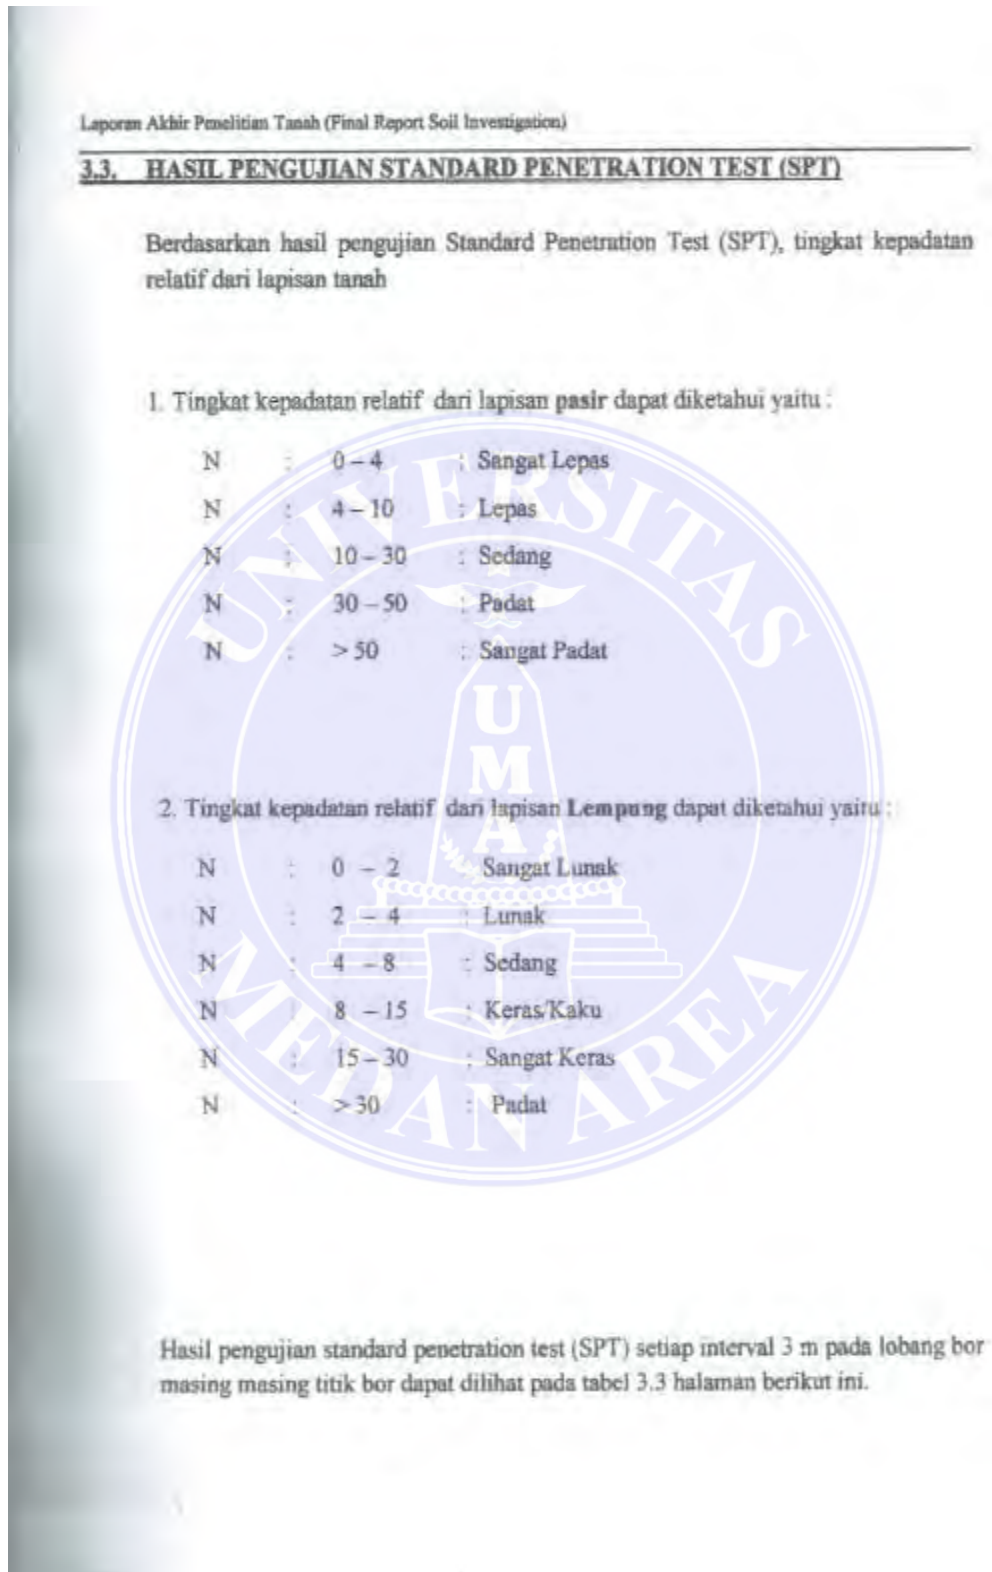 Laporan Akhir Penelitian Tanah (Final Report Soil Investigation)
3.3. HASIL PENGUJIAN STANDARD PENETRATION TEST (SPT)
Berdasarkan hasil pengujian Standard Penetration Test (SPT), tingkat kepadatan
relatif dari lapisan tanah
1. Tingkat kepadatan relatif dari lapisan pasir dapat diketahui yaitu :
N : 0 – 4 : Sangat Lepas
N : 4 – 10 : Lepas
N : 10 – 30 : Sedang
N : 30 – 50 : Padat
N : > 50 : Sangat Padat
2. Tingkat kepadatan relatif dari lapisan Lempung dapat diketahui yaitu :
N : 0 – 2 Sangat Lunak
N : 2 – 4 : Lunak
N : 4 – 8 : Sedang
N : 8 – 15 : Keras/Kaku
N : 15 – 30 : Sangat Keras
N : > 30 : Padat
Hasil pengujian standard penetration test (SPT) setiap interval 3 m pada lobang bor
masing masing titik bor dapat dilihat pada tabel 3.3 halaman berikut ini.
UNIVERSITAS
UMA
MEDAN AREA